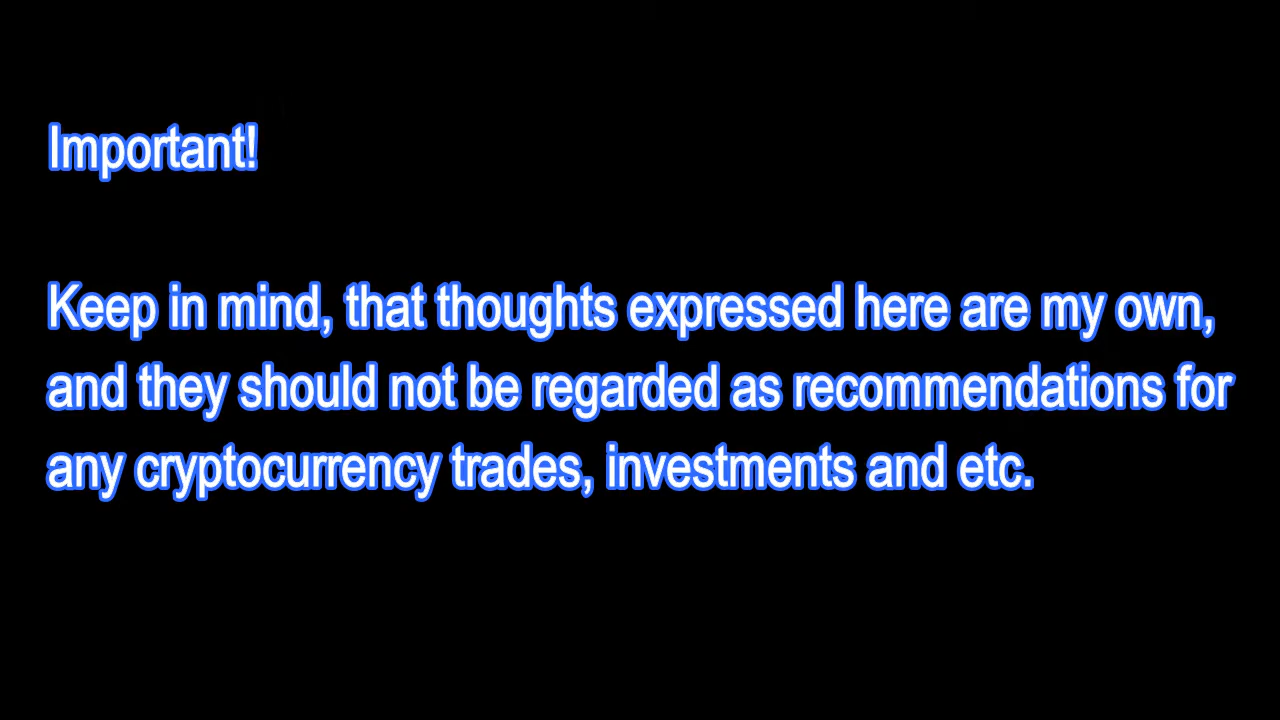 Important!
Keep in mind, that thoughts expressed here are my own,
and they should not be regarded as recommendations for
any cryptocurrency trades, investments and etc.